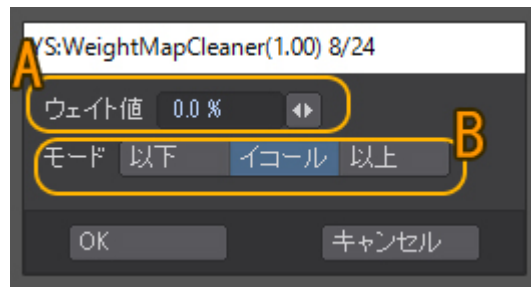 YS:WeightMapCleaner(1.00) 8/24
A
ウェイト値 0.0 %
B
モード 以下 イコール 以上
OK キャンセル